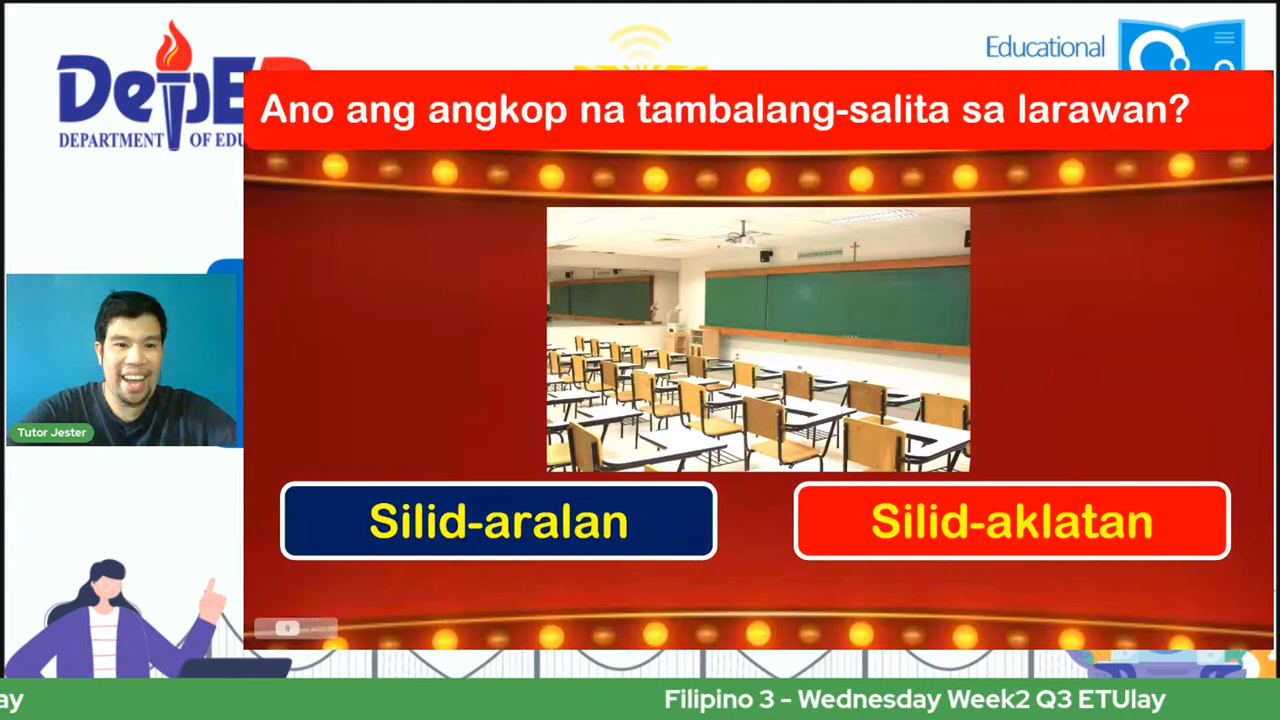 DepED
DEPARTMENT OF EDU
Educational
Ano ang angkop na tambalang-salita sa larawan?
Tutor Jester
Silid-aralan
Silid-aklatan
ay
Filipino 3 - Wednesday Week2 Q3 ETUlay